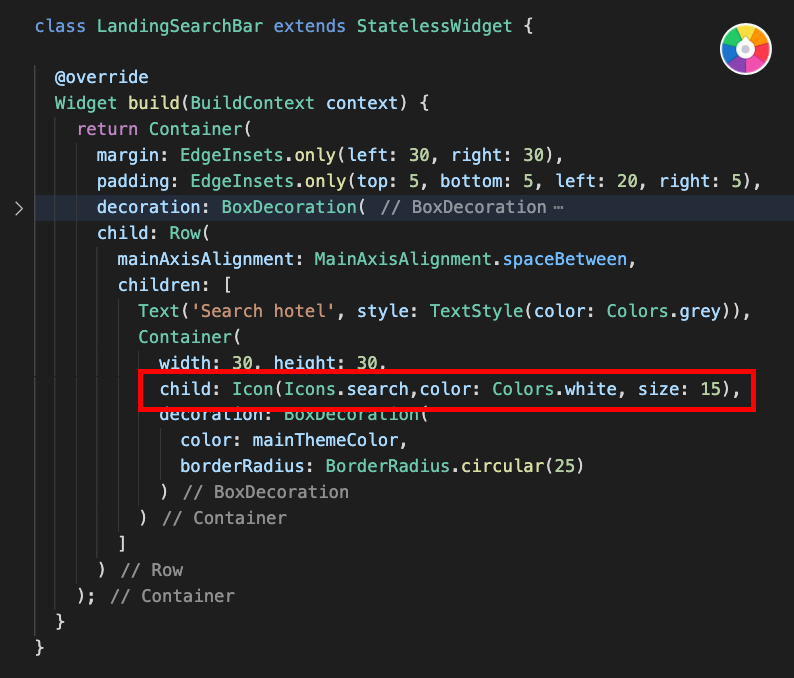 class LandingSearchBar extends StatelessWidget {
@override
Widget build(BuildContext context) {
return Container(
margin: EdgeInsets.only(left: 30, right: 30),
padding: EdgeInsets.only(top: 5, bottom: 5, left: 20, right: 5),
decoration: BoxDecoration( // BoxDecoration ⋯
child: Row(
mainAxisAlignment: MainAxisAlignment.spaceBetween,
children: [
Text('Search hotel', style: TextStyle(color: Colors.grey)),
Container(
width: 30, height: 30,
child: Icon(Icons.search,color: Colors.white, size: 15),
decoration: BoxDecoration(
color: mainThemeColor,
borderRadius: BorderRadius.circular(25)
) // BoxDecoration
) // Container
]
) // Row
); // Container
}
}